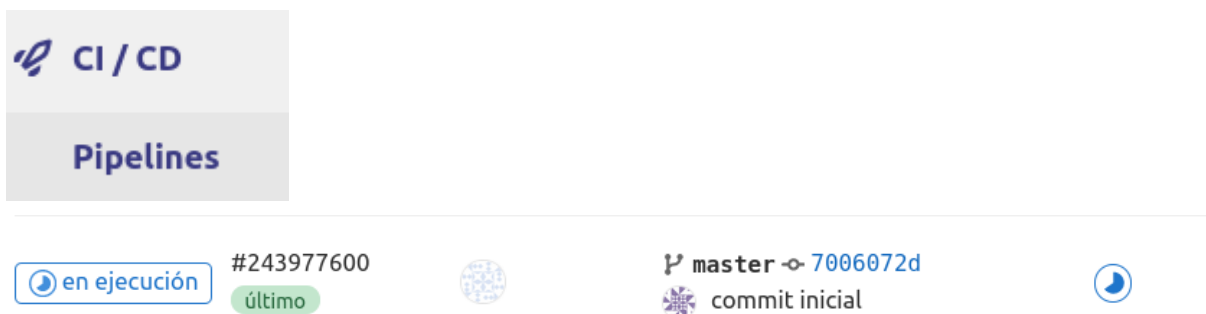 CI / CD
Pipelines
en ejecución #243977600 master 7006072d
último commit inicial